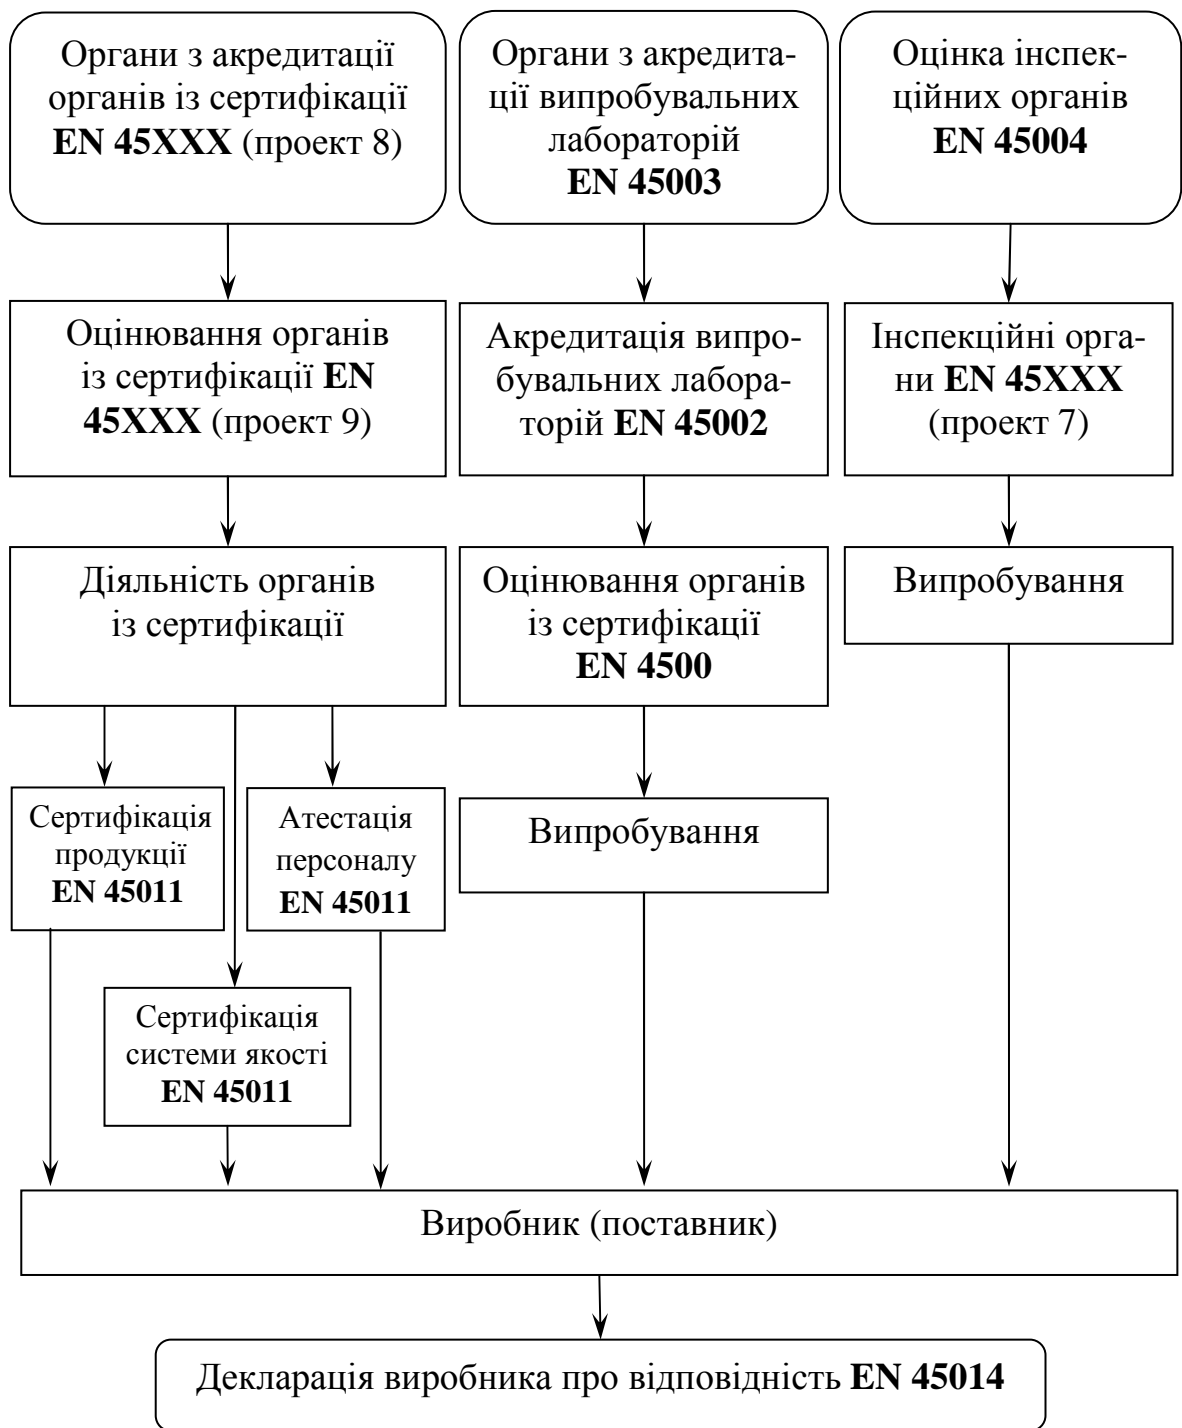 Органи з акредитації
органів із сертифікації
EN 45XXX (проект 8)
Органи з акредита-
ції випробувальних
лабораторій
EN 45003
Оцінка інспек-
ційних органів
EN 45004
Оцінювання органів
із сертифікації EN
45XXX (проект 9)
Акредитація випро-
бувальних лабора-
торій EN 45002
Інспекційні орга-
ни EN 45XXX
(проект 7)
Діяльність органів
із сертифікації
Оцінювання органів
із сертифікації
EN 4500
Випробування
Сертифікація
продукції
EN 45011
Атестація
персоналу
EN 45011
Випробування
Сертифікація
системи якості
EN 45011
Виробник (поставник)
Декларація виробника про відповідність EN 45014